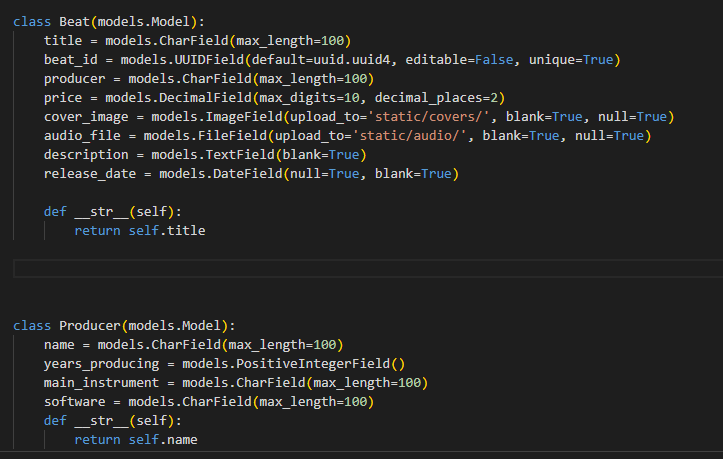 class Beat(models.Model):
    title = models.CharField(max_length=100)
    beat_id = models.UUIDField(default=uuid.uuid4, editable=False, unique=True)
    producer = models.CharField(max_length=100)
    price = models.DecimalField(max_digits=10, decimal_places=2)
    cover_image = models.ImageField(upload_to='static/covers/', blank=True, null=True)
    audio_file = models.FileField(upload_to='static/audio/', blank=True, null=True)
    description = models.TextField(blank=True)
    release_date = models.DateField(null=True, blank=True)

    def __str__(self):
        return self.title

class Producer(models.Model):
    name = models.CharField(max_length=100)
    years_producing = models.PositiveIntegerField()
    main_instrument = models.CharField(max_length=100)
    software = models.CharField(max_length=100)
    def __str__(self):
        return self.name